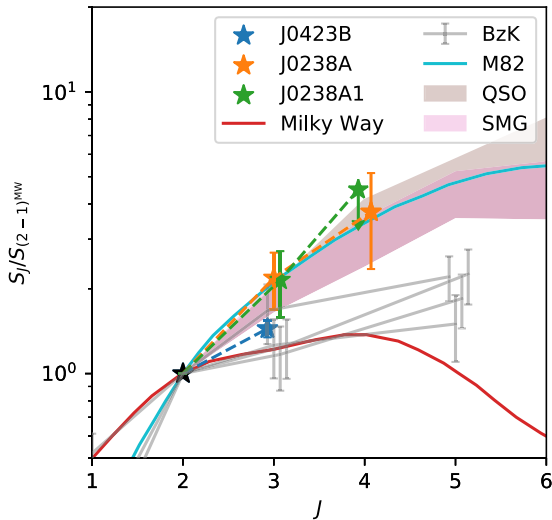 J0423B
J0238A
J0238A1
Milky Way
BzK
M82
QSO
SMG
10¹
10⁰
S_J/S_(2−1)^MW
1 2 3 4 5 6
J